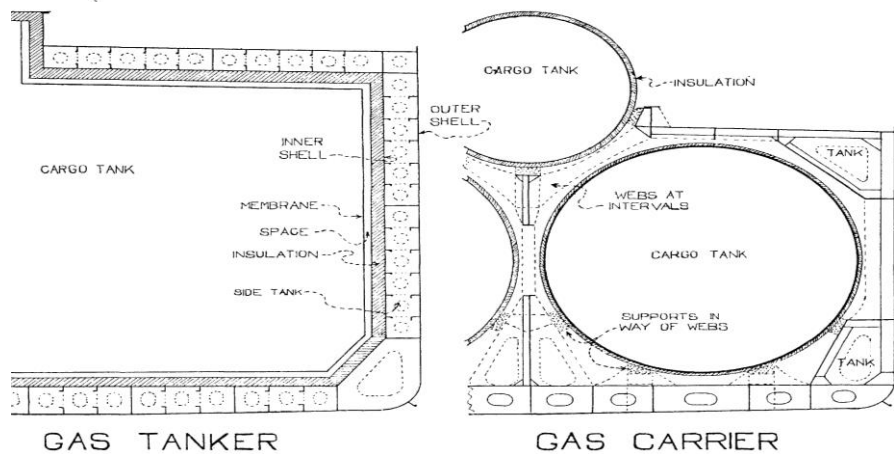 CARGO TANK
INNER
SHELL
OUTER
SHELL
MEMBRANE
SPACE
INSULATION
SIDE TANK
GAS TANKER
CARGO TANK
INSULATION
TANK
WEBS AT
INTERVALS
CARGO TANK
SUPPORTS IN
WAY OF WEBS
TANK
GAS CARRIER